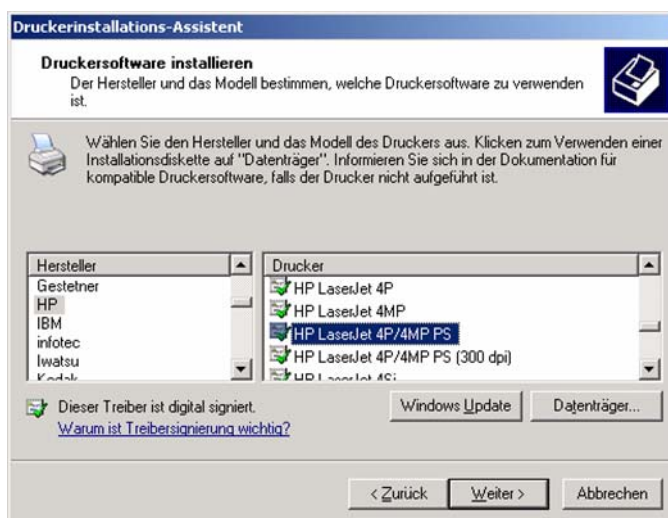 Druckerinstallations-Assistent
Druckersoftware installieren
Der Hersteller und das Modell bestimmen, welche Druckersoftware zu verwenden
ist.
Wählen Sie den Hersteller und das Modell des Druckers aus. Klicken zum Verwenden einer
Installationsdiskette auf "Datenträger". Informieren Sie sich in der Dokumentation für
kompatible Druckersoftware, falls der Drucker nicht aufgeführt ist.
Hersteller
Gestetner
HP
IBM
infotec
Iwatsu
Kodak
Drucker
HP LaserJet 4P
HP LaserJet 4MP
HP LaserJet 4P/4MP PS
HP LaserJet 4P/4MP PS (300 dpi)
HP LaserJet 4Si
Dieser Treiber ist digital signiert.
Warum ist Treibersignierung wichtig?
Windows Update
Datenträger...
< Zurück
Weiter >
Abbrechen